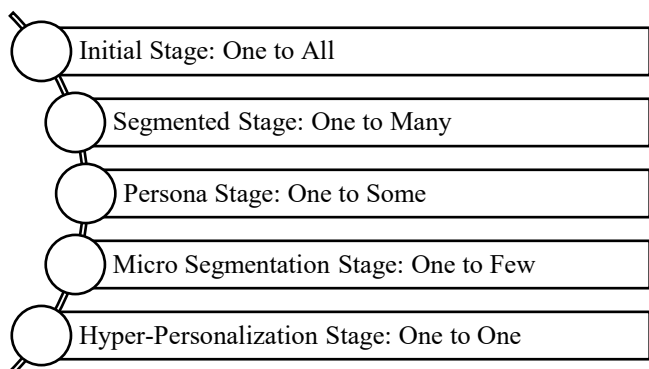 Initial Stage: One to All
Segmented Stage: One to Many
Persona Stage: One to Some
Micro Segmentation Stage: One to Few
Hyper-Personalization Stage: One to One